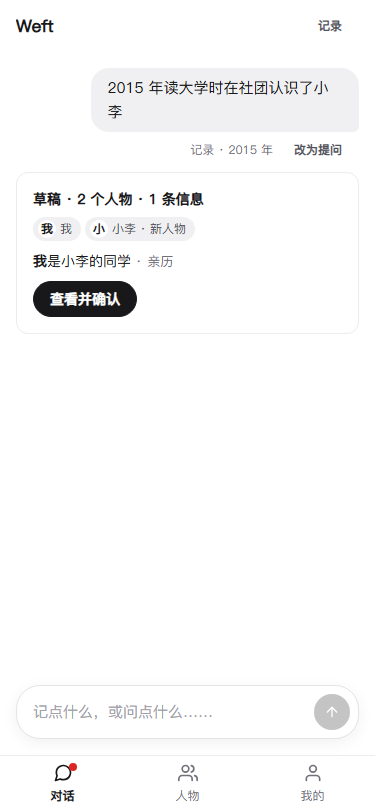 Weft
记录
2015 年读大学时在社团认识了小
李
记录 · 2015 年
改为提问
草稿 · 2 个人物 · 1 条信息
我 我
小 小李 · 新人物
我是小李的同学 · 亲历
查看并确认
记点什么，或问点什么……
对话
人物
我的